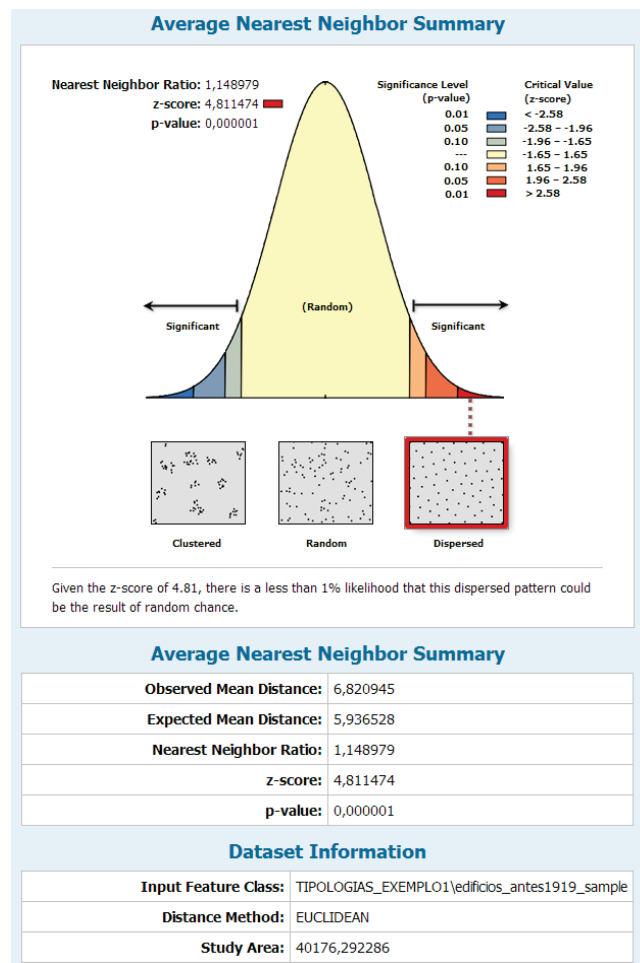 Average Nearest Neighbor Summary
Nearest Neighbor Ratio: 1,148979
z-score: 4,811474
p-value: 0,000001
Significance Level
(p-value)
Critical Value
(z-score)
0.01 < -2.58
0.05 -2.58 – -1.96
0.10 -1.96 – -1.65
--- -1.65 – 1.65
0.10 1.65 – 1.96
0.05 1.96 – 2.58
0.01 > 2.58
(Random)
Significant
Significant
Clustered
Random
Dispersed
Given the z-score of 4.81, there is a less than 1% likelihood that this dispersed pattern could
be the result of random chance.
Average Nearest Neighbor Summary
Observed Mean Distance: 6,820945
Expected Mean Distance: 5,936528
Nearest Neighbor Ratio: 1,148979
z-score: 4,811474
p-value: 0,000001
Dataset Information
Input Feature Class: TIPOLOGIAS_EXEMPLO1\edificios_antes1919_sample
Distance Method: EUCLIDEAN
Study Area: 40176,292286